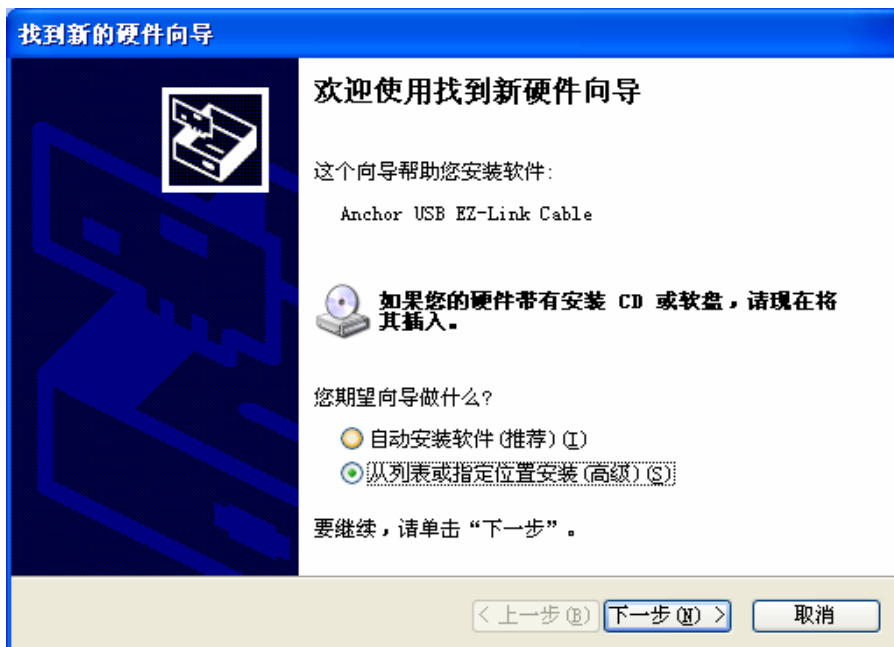 找到新的硬件向导
欢迎使用找到新硬件向导
这个向导帮助您安装软件:
Anchor USB EZ-Link Cable
如果您的硬件带有安装 CD 或软盘，请现在将
其插入。
您期望向导做什么?
自动安装软件(推荐)(I)
从列表或指定位置安装(高级)(S)
要继续，请单击“下一步”。
< 上一步(B) 下一步(N) > 取消